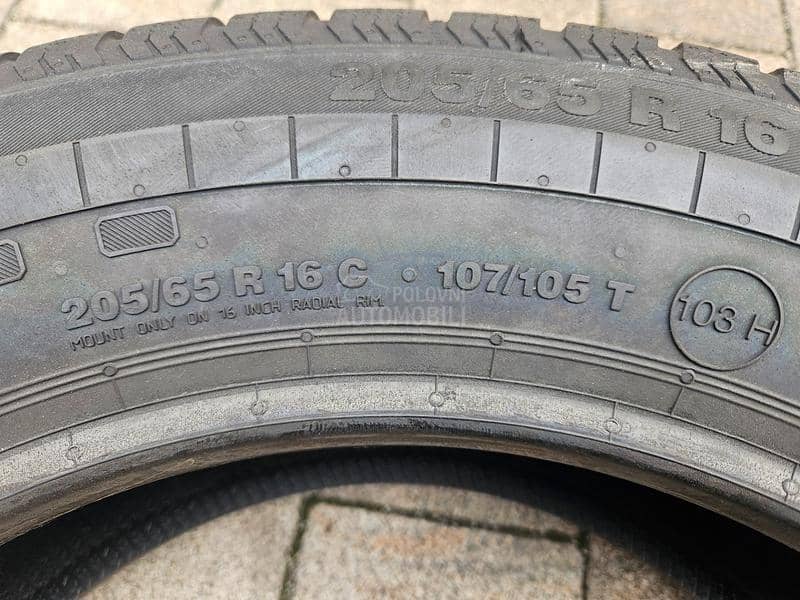 205/65 R 16
205/65 R 16 C • 107/105 T
103 H
MOUNT ONLY ON 16 INCH RADIAL RIM.
POLOVNI
AUTOMOBILI